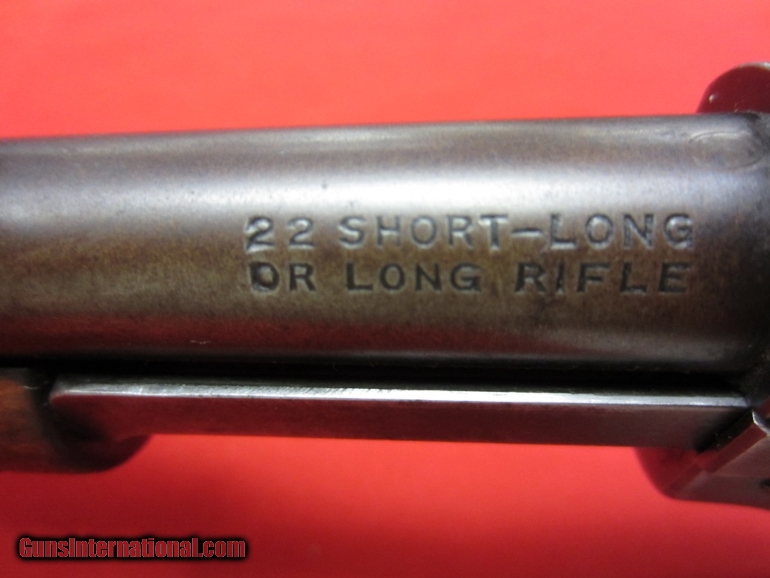 22 SHORT-LONG
OR LONG RIFLE
GunsInternational.com